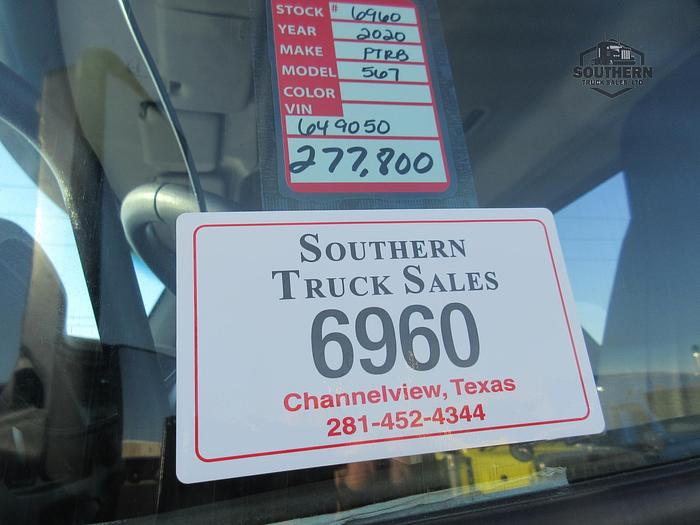 STOCK # 6960
YEAR 2020
MAKE PTRB
MODEL 567
COLOR
VIN
649050
277,800
SOUTHERN
TRUCK SALES, LTD
SOUTHERN
TRUCK SALES
6960
Channelview, Texas
281-452-4344